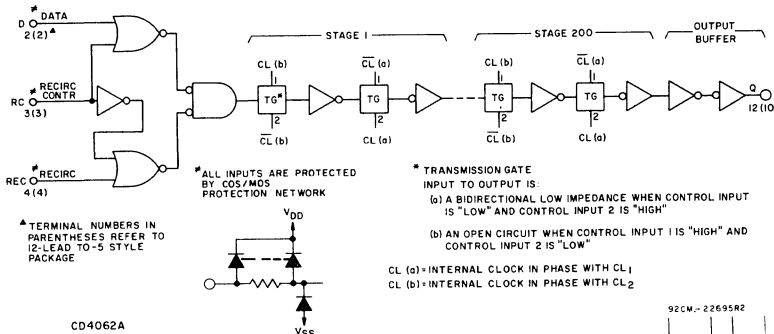 ≠
D DATA
2(2)▲
STAGE 1
STAGE 200
OUTPUT
BUFFER
CL (b)
1
TG*
2
C̅L̅ (b)
C̅L̅ (a)
1
TG
2
CL (a)
CL (b)
1
TG
2
C̅L̅ (b)
C̅L̅ (a)
1
TG
2
CL (a)
Q
12(10
≠
RECIRC
CONTR
RC
3(3)
≠
RECIRC
REC
4(4)
▲ TERMINAL NUMBERS IN
PARENTHESES REFER TO
12-LEAD TO-5 STYLE
PACKAGE
≠ALL INPUTS ARE PROTECTED
BY COS/MOS
PROTECTION NETWORK
VDD
VSS
* TRANSMISSION GATE
INPUT TO OUTPUT IS:
(a) A BIDIRECTIONAL LOW IMPEDANCE WHEN CONTROL INPUT
IS "LOW" AND CONTROL INPUT 2 IS "HIGH"
(b) AN OPEN CIRCUIT WHEN CONTROL INPUT 1 IS "HIGH" AND
CONTROL INPUT 2 IS "LOW"
CL (a) = INTERNAL CLOCK IN PHASE WITH CL1
CL (b) = INTERNAL CLOCK IN PHASE WITH CL2
CD4062A
92CM-22695R2